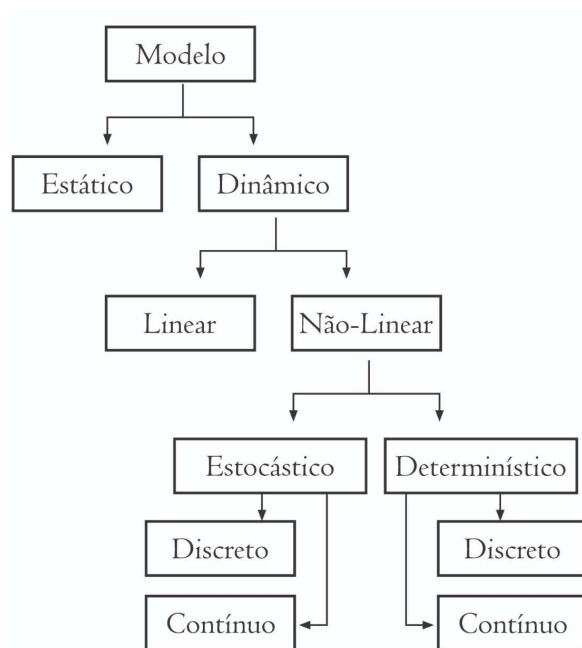 Modelo
Estático
Dinâmico
Linear
Não-Linear
Estocástico
Determinístico
Discreto
Discreto
Contínuo
Contínuo